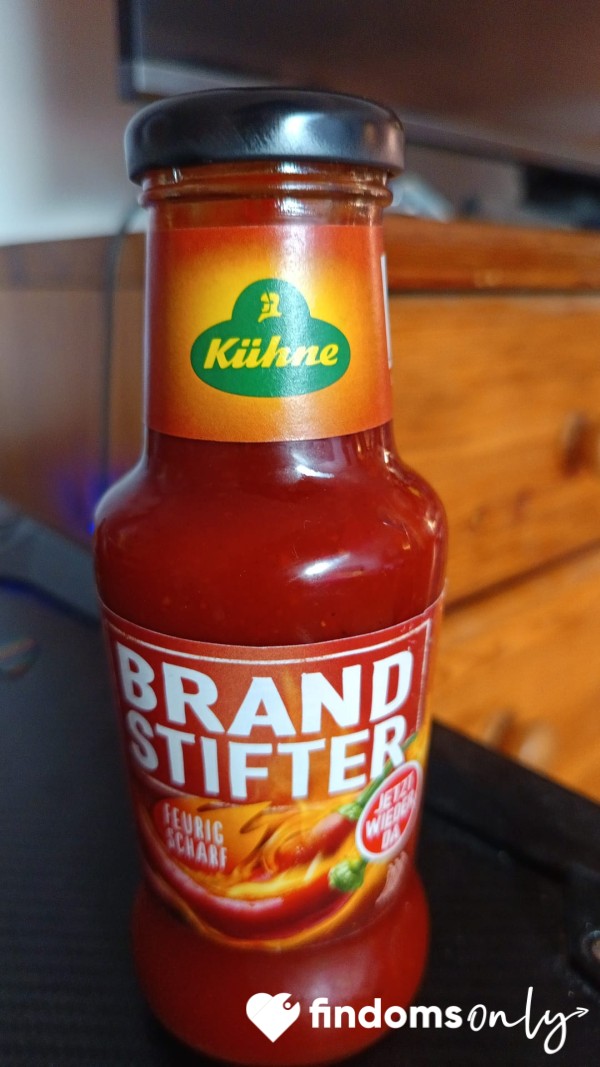 Kühne
BRAND
STIFTER
FEURIG
SCHARF
JETZT
WIEDER
DA
findomsonly